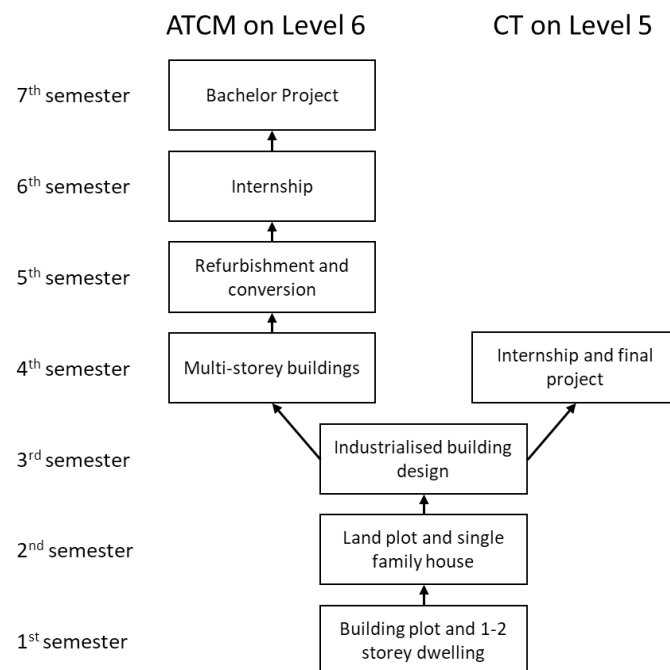 ATCM on Level 6
CT on Level 5
7th semester
Bachelor Project
6th semester
Internship
5th semester
Refurbishment and
conversion
4th semester
Multi-storey buildings
Internship and final
project
3rd semester
Industrialised building
design
2nd semester
Land plot and single
family house
1st semester
Building plot and 1-2
storey dwelling